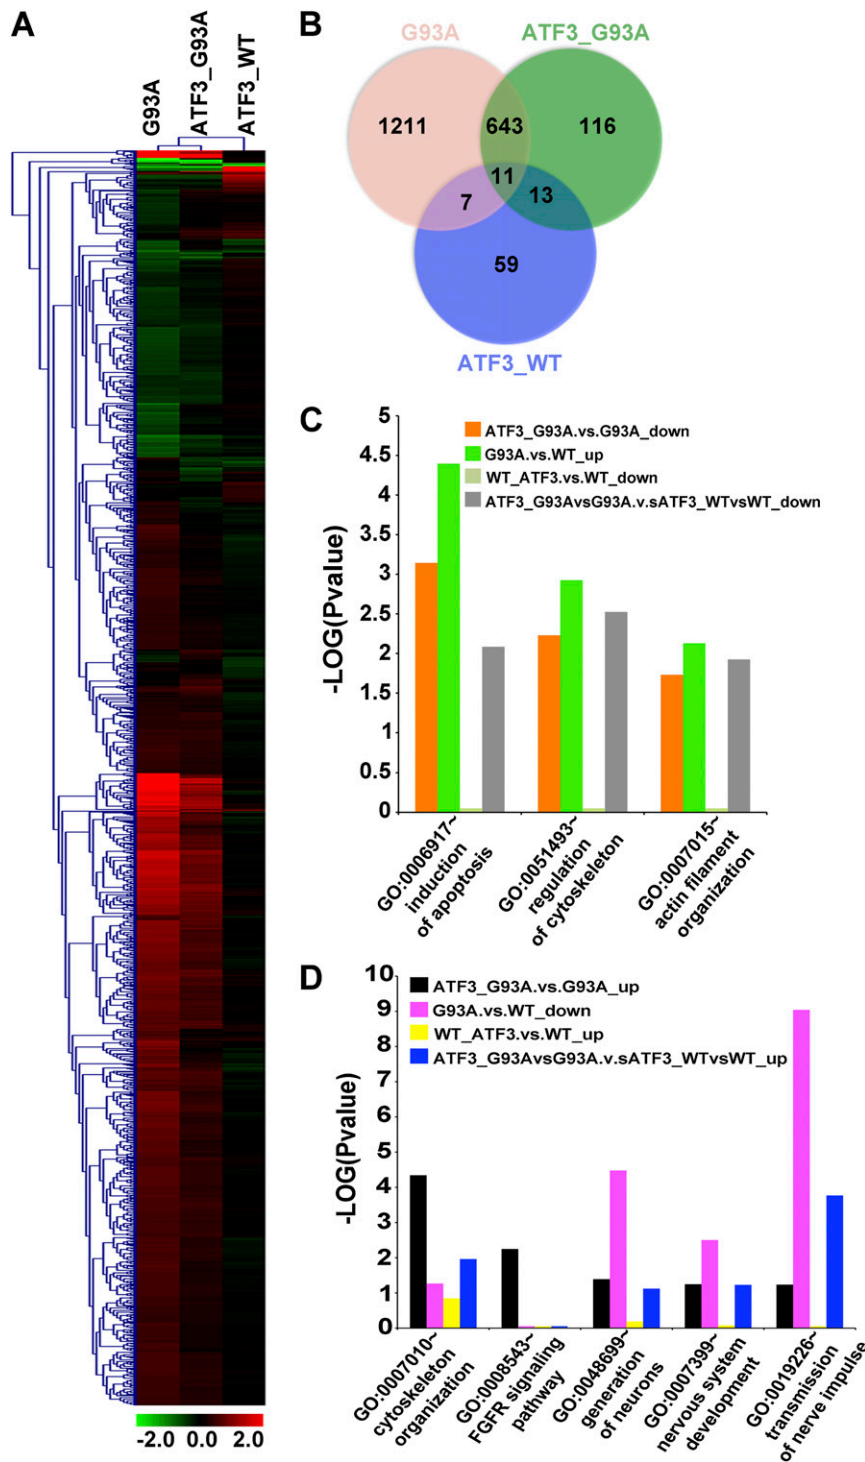 A
G93A
ATF3_G93A
ATF3_WT
-2.0 0.0 2.0
B
G93A
ATF3_G93A
1211
643
116
11
7
13
59
ATF3_WT
C
5
4.5
4
3.5
3
2.5
2
1.5
1
0.5
0
-LOG(Pvalue)
ATF3_G93A.vs.G93A_down
G93A.vs.WT_up
WT_ATF3.vs.WT_down
ATF3_G93AvsG93A.v.sATF3_WTvsWT_down
GO:0006917~
induction
of apoptosis
GO:0051493~
regulation
of cytoskeleton
GO:0007015~
actin filament
organization
D
10
9
8
7
6
5
4
3
2
1
0
-LOG(Pvalue)
ATF3_G93A.vs.G93A_up
G93A.vs.WT_down
WT_ATF3.vs.WT_up
ATF3_G93AvsG93A.v.sATF3_WTvsWT_up
GO:0007010~
cytoskeleton
organization
GO:0008543~
FGFR signaling
pathway
GO:0048699~
generation
of neurons
GO:0007399~
nervous system
development
GO:0019226~
transmission
of nerve impulse